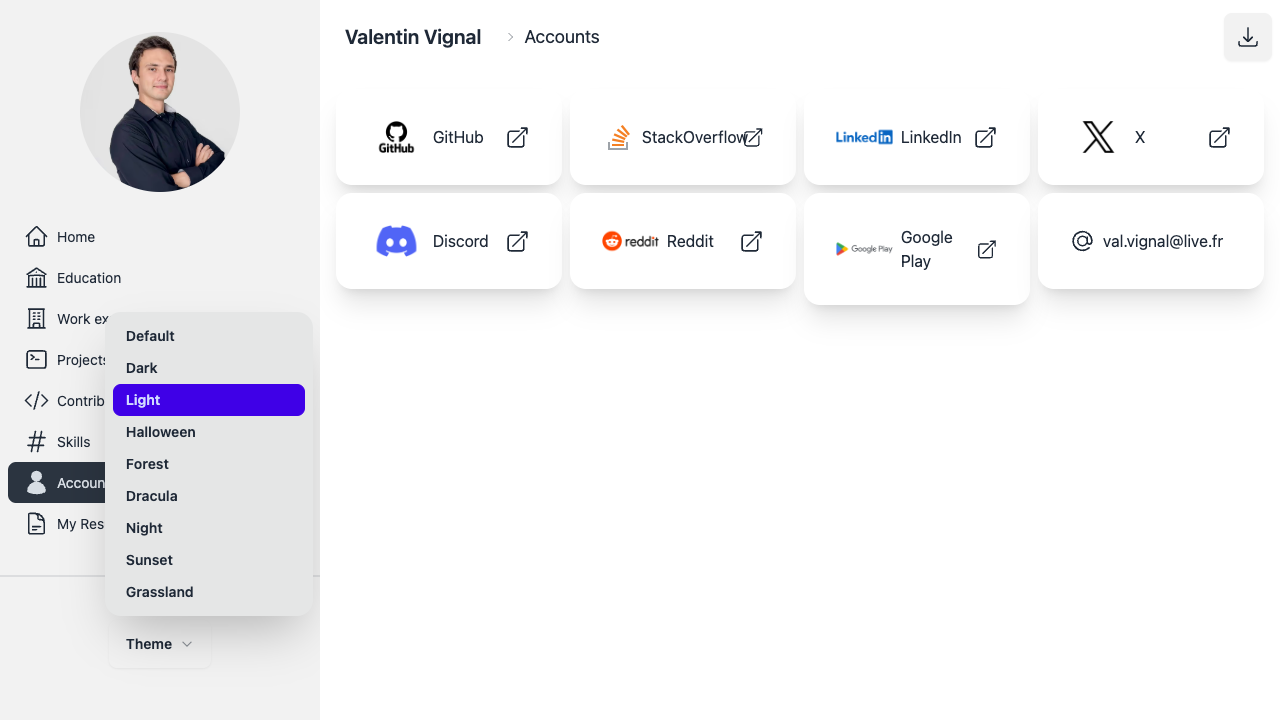 Valentin Vignal
Accounts
GitHub
GitHub
StackOverflow
LinkedIn
LinkedIn
X
Discord
reddit
Reddit
Google Play
Google
Play
val.vignal@live.fr
Home
Education
Work ex
Projects
Contrib
Skills
Accoun
My Res
Default
Dark
Light
Halloween
Forest
Dracula
Night
Sunset
Grassland
Theme